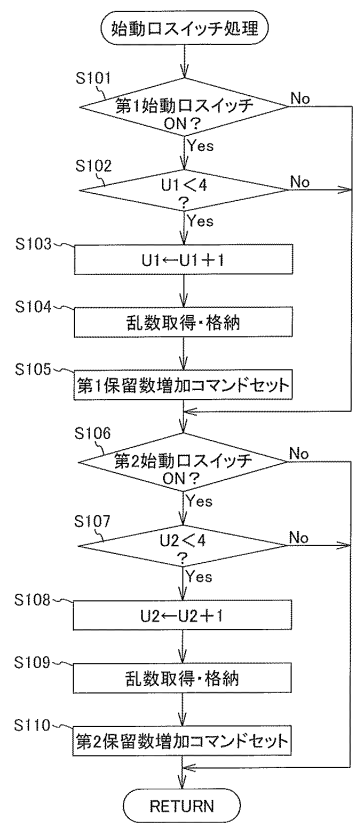 始動口スイッチ処理
S101
第1始動口スイッチ
ON?
No
Yes
S102
U1<4
?
No
Yes
S103
U1←U1+1
S104
乱数取得・格納
S105
第1保留数増加コマンドセット
S106
第2始動口スイッチ
ON?
No
Yes
S107
U2<4
?
No
Yes
S108
U2←U2+1
S109
乱数取得・格納
S110
第2保留数増加コマンドセット
RETURN